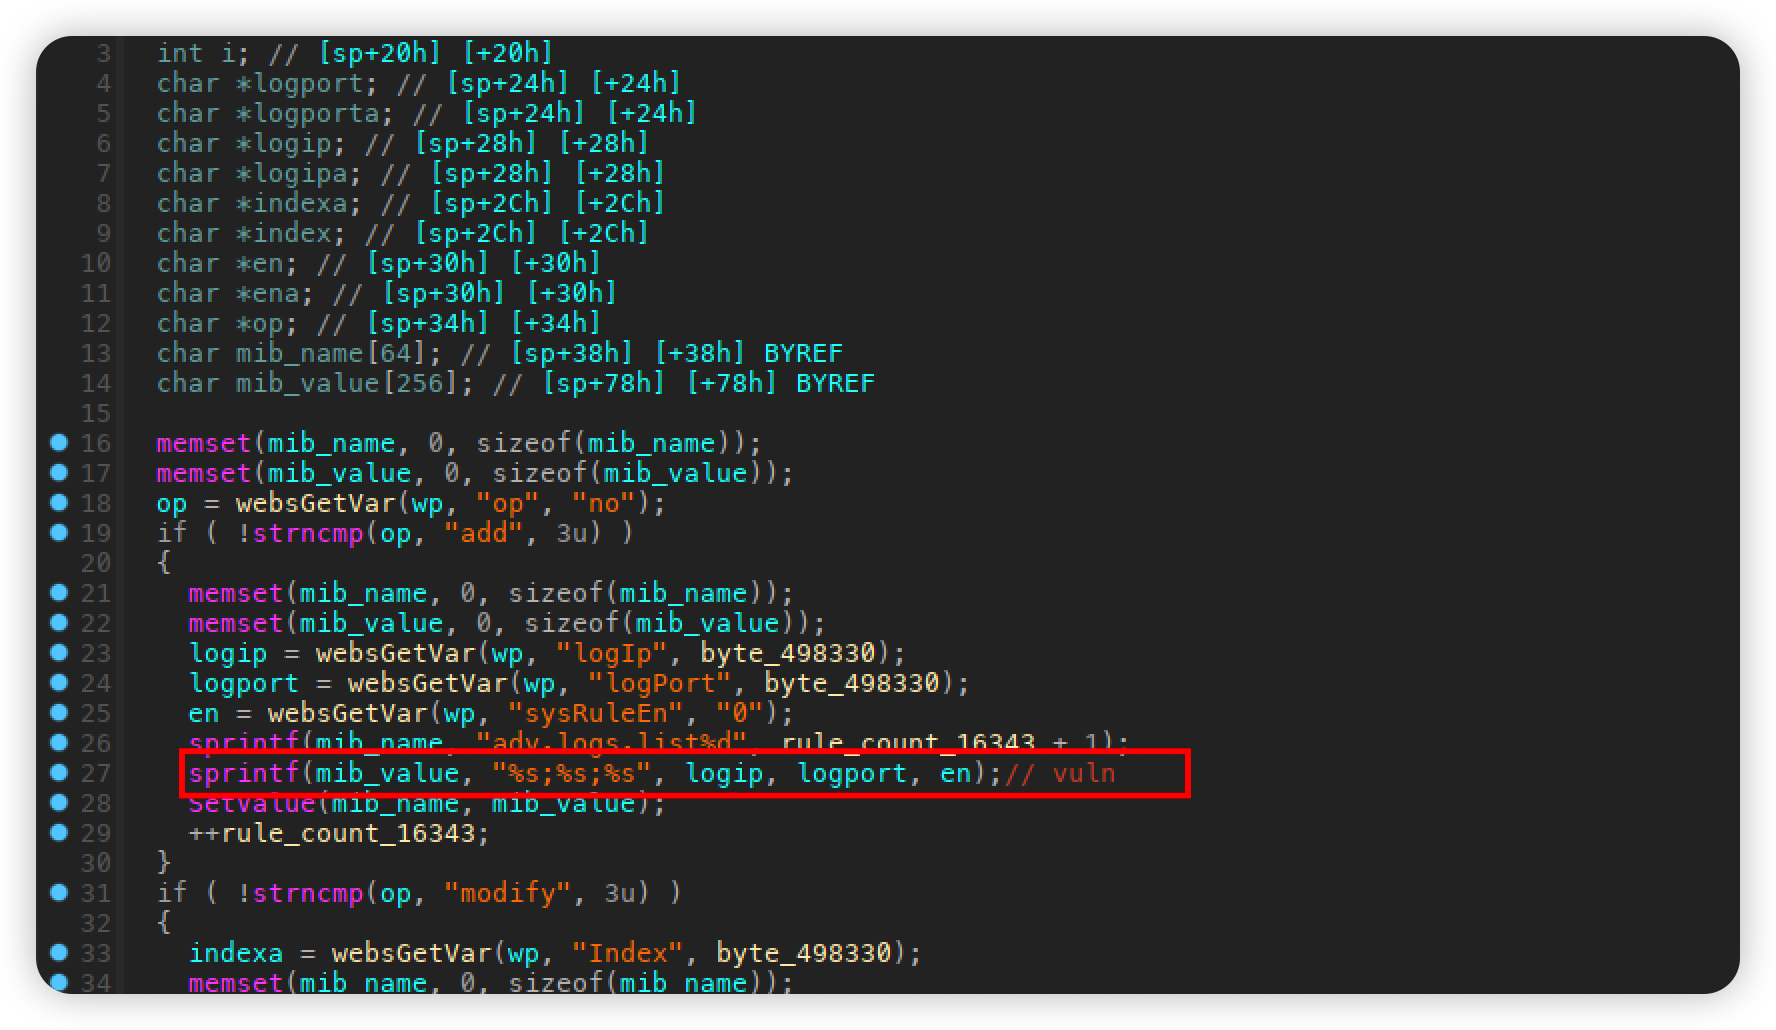 3 int i; // [sp+20h] [+20h]
4 char *logport; // [sp+24h] [+24h]
5 char *logporta; // [sp+24h] [+24h]
6 char *logip; // [sp+28h] [+28h]
7 char *logipa; // [sp+28h] [+28h]
8 char *indexa; // [sp+2Ch] [+2Ch]
9 char *index; // [sp+2Ch] [+2Ch]
10 char *en; // [sp+30h] [+30h]
11 char *ena; // [sp+30h] [+30h]
12 char *op; // [sp+34h] [+34h]
13 char mib_name[64]; // [sp+38h] [+38h] BYREF
14 char mib_value[256]; // [sp+78h] [+78h] BYREF
15
16 memset(mib_name, 0, sizeof(mib_name));
17 memset(mib_value, 0, sizeof(mib_value));
18 op = websGetVar(wp, "op", "no");
19 if ( !strncmp(op, "add", 3u) )
20 {
21 memset(mib_name, 0, sizeof(mib_name));
22 memset(mib_value, 0, sizeof(mib_value));
23 logip = websGetVar(wp, "logIp", byte_498330);
24 logport = websGetVar(wp, "logPort", byte_498330);
25 en = websGetVar(wp, "sysRuleEn", "0");
26 sprintf(mib_name, "adv.logs.list%d", rule_count_16343 + 1);
27 sprintf(mib_value, "%s;%s;%s", logip, logport, en);// vuln
28 SetValue(mib_name, mib_value);
29 ++rule_count_16343;
30 }
31 if ( !strncmp(op, "modify", 3u) )
32 {
33 indexa = websGetVar(wp, "Index", byte_498330);
34 memset(mib_name, 0, sizeof(mib_name));